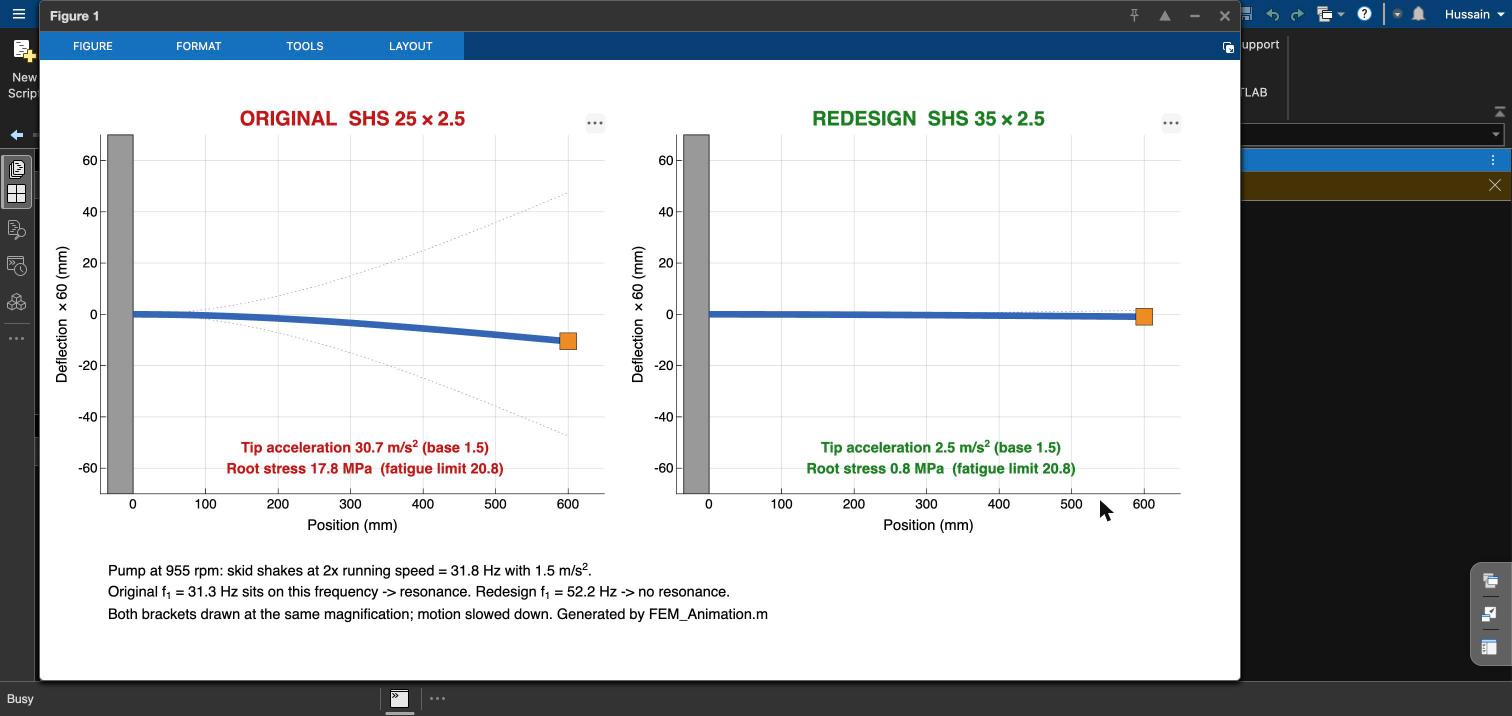 Figure 1
Hussain
FIGURE
FORMAT
TOOLS
LAYOUT
upport
New
Scrip
TLAB
ORIGINAL SHS 25 × 2.5
60
40
20
0
-20
-40
-60
Deflection × 60 (mm)
Tip acceleration 30.7 m/s² (base 1.5)
Root stress 17.8 MPa (fatigue limit 20.8)
0 100 200 300 400 500 600
Position (mm)
REDESIGN SHS 35 × 2.5
60
40
20
0
-20
-40
-60
Deflection × 60 (mm)
Tip acceleration 2.5 m/s² (base 1.5)
Root stress 0.8 MPa (fatigue limit 20.8)
0 100 200 300 400 500 600
Position (mm)
Pump at 955 rpm: skid shakes at 2x running speed = 31.8 Hz with 1.5 m/s².
Original f₁ = 31.3 Hz sits on this frequency -> resonance. Redesign f₁ = 52.2 Hz -> no resonance.
Both brackets drawn at the same magnification; motion slowed down. Generated by FEM_Animation.m
Busy